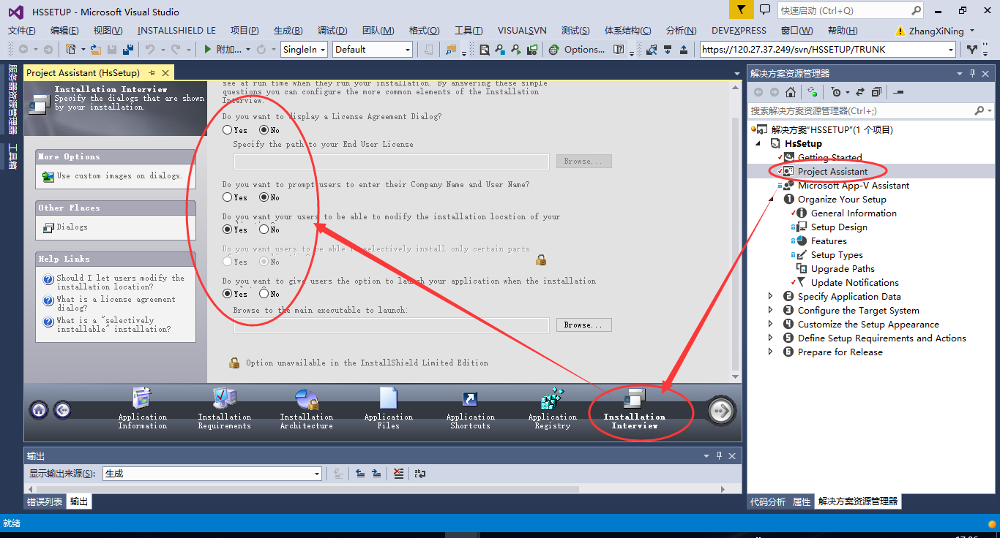 HSSETUP - Microsoft Visual Studio
快速启动 (Ctrl+Q)
文件(F) 编辑(E) 视图(V) INSTALLSHIELD LE 项目(P) 生成(B) 调试(D) 团队(M) 格式(O) 工具(T) VISUALSVN 测试(S) 体系结构(C) 分析(N) DEVEXPRESS 窗口(W) 帮助(H) ZhangXiNing
附加... SingleIn Default Options... https://120.27.37.249/svn/HSSETUP/TRUNK
服务器资源管理器
工具箱
Project Assistant (HsSetup)
Installation Interview
Specify the dialogs that are shown
by your installation.
More Options
Use custom images on dialogs.
Other Places
Dialogs
Help Links
Should I let users modify the
installation location?
What is a license agreement
dialog?
What is a "selectively
installable" installation?
see at run time when they run your installation. By answering these simple
questions you can configure the more common elements of the Installation
Interview.
Do you want to display a License Agreement Dialog?
Yes No
Specify the path to your End User License
Browse...
Do you want to prompt users to enter their Company Name and User Name?
Yes No
Do you want your users to be able to modify the installation location of your
Yes No
Do you want users to be able to selectively install only certain parts
Yes No
Do you want to give users the option to launch your application when the installation
Yes No
Browse to the main executable to launch:
Browse...
Option unavailable in the InstallShield Limited Edition
Application
Information
Installation
Requirements
Installation
Architecture
Application
Files
Application
Shortcuts
Application
Registry
Installation
Interview
输出
显示输出来源(S): 生成
错误列表 输出
就绪
解决方案资源管理器
搜索解决方案资源管理器(Ctrl+;)
解决方案"HSSETUP"(1 个项目)
HsSetup
Getting Started
Project Assistant
Microsoft App-V Assistant
1 Organize Your Setup
General Information
Setup Design
Features
Setup Types
Upgrade Paths
Update Notifications
2 Specify Application Data
3 Configure the Target System
4 Customize the Setup Appearance
5 Define Setup Requirements and Actions
6 Prepare for Release
代码分析 属性 解决方案资源管理器